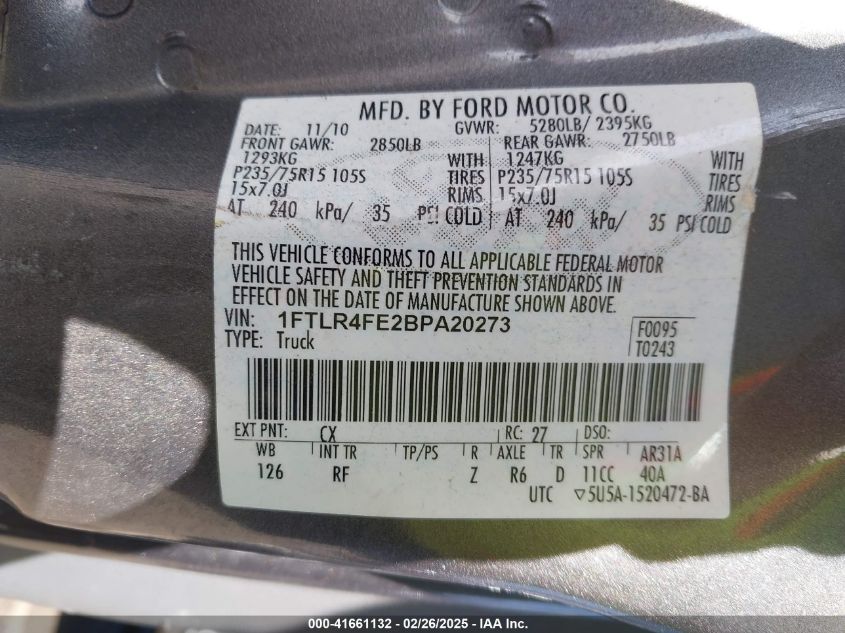 MFD. BY FORD MOTOR CO.
DATE: 11/10 GVWR: 5280LB/ 2395KG
FRONT GAWR: 2850LB REAR GAWR: 2750LB
1293KG WITH 1247KG WITH
P235/75R15 105S TIRES P235/75R15 105S TIRES
15x7.0J RIMS 15x7.0J RIMS
AT 240 kPa/ 35 PSI COLD AT 240 kPa/ 35 PSI COLD
THIS VEHICLE CONFORMS TO ALL APPLICABLE FEDERAL MOTOR
VEHICLE SAFETY AND THEFT PREVENTION STANDARDS IN
EFFECT ON THE DATE OF MANUFACTURE SHOWN ABOVE.
VIN: 1FTLR4FE2BPA20273 F0095
TYPE: Truck T0243
EXT PNT: CX RC: 27 DSO:
WB INT TR TP/PS R AXLE TR SPR AR31A
126 RF Z R6 D 11CC 40A
UTC ▽5U5A-1520472-BA
000-41661132 - 02/26/2025 - IAA Inc.